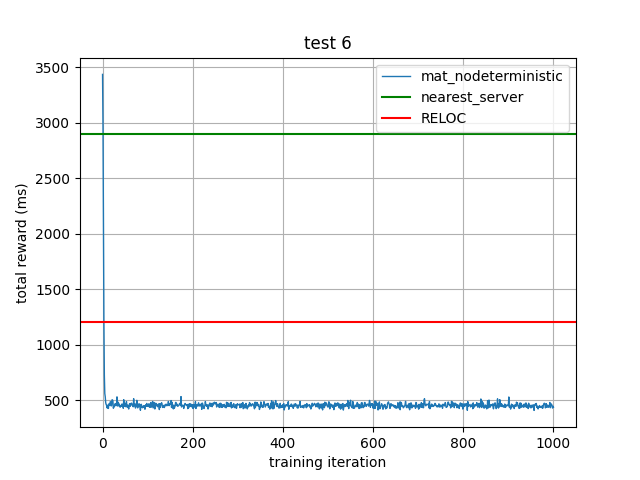 test 6
mat_nodeterministic
nearest_server
RELOC
total reward (ms)
3500
3000
2500
2000
1500
1000
500
0
200
400
600
800
1000
training iteration